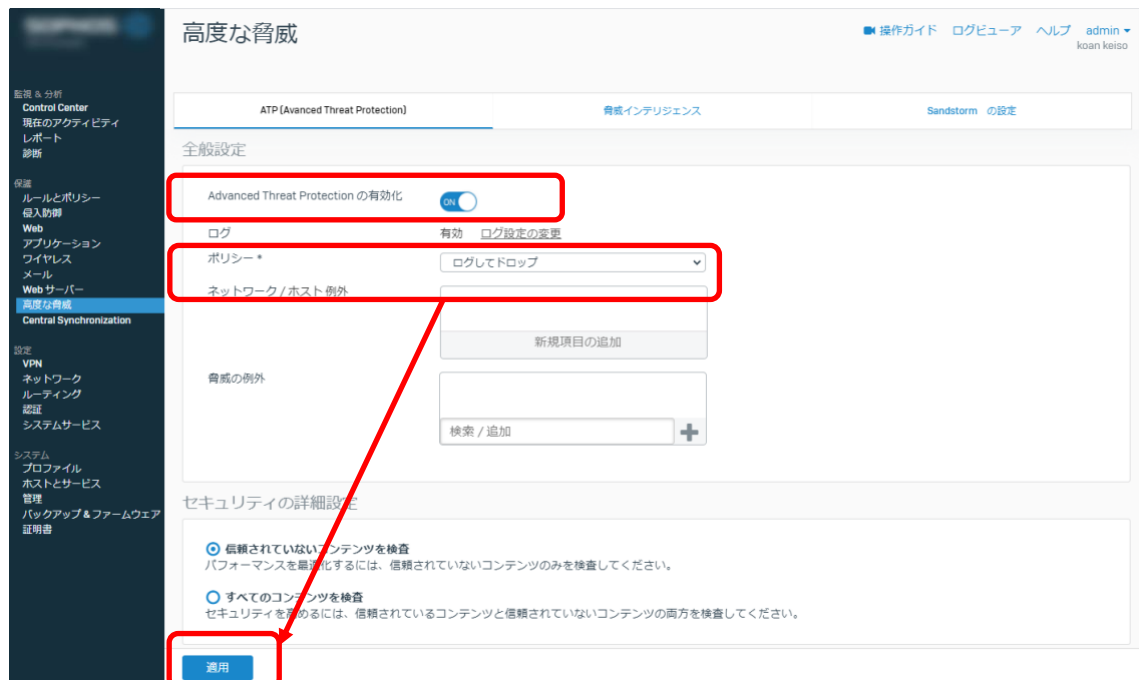 SOPHOS
高度な脅威
操作ガイド ログビューア ヘルプ admin
koan keiso
監視 & 分析
Control Center
現在のアクティビティ
レポート
診断
保護
ルールとポリシー
侵入防御
Web
アプリケーション
ワイヤレス
メール
Web サーバー
高度な脅威
Central Synchronization
設定
VPN
ネットワーク
ルーティング
認証
システムサービス
システム
プロファイル
ホストとサービス
管理
バックアップ & ファームウェア
証明書
ATP (Avanced Threat Protection) 脅威インテリジェンス Sandstorm の設定
全般設定
Advanced Threat Protection の有効化 ON
ログ 有効 ログ設定の変更
ポリシー * ログしてドロップ
ネットワーク / ホスト 例外
新規項目の追加
脅威の例外
検索 / 追加
セキュリティの詳細設定
信頼されていないコンテンツを検査
パフォーマンスを最適化するには、信頼されていないコンテンツのみを検査してください。
すべてのコンテンツを検査
セキュリティを高めるには、信頼されているコンテンツと信頼されていないコンテンツの両方を検査してください。
適用